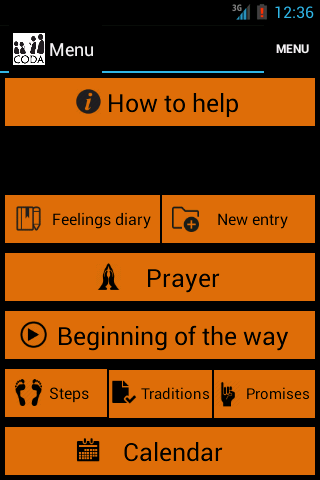 3G 12:36
CODA Menu MENU
How to help
Feelings diary New entry
Prayer
Beginning of the way
Steps Traditions Promises
Calendar